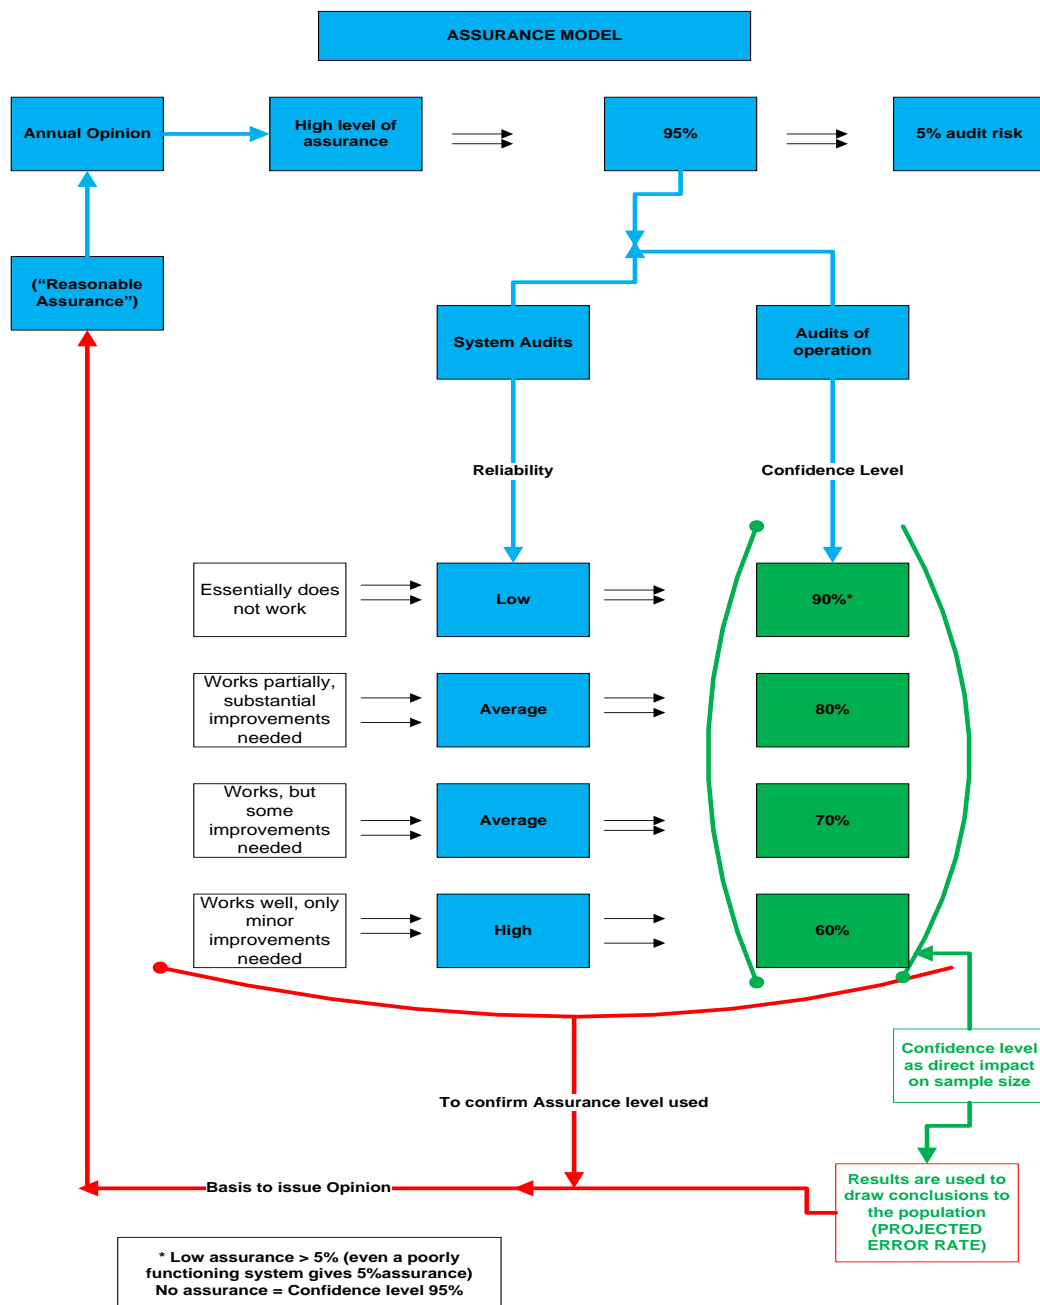 ASSURANCE MODEL
Annual Opinion
High level of
assurance
95%
5% audit risk
(“Reasonable
Assurance”)
System Audits
Audits of
operation
Reliability
Confidence Level
Essentially does
not work
Low
90%*
Works partially,
substantial
improvements
needed
Average
80%
Works, but
some
improvements
needed
Average
70%
Works well, only
minor
improvements
needed
High
60%
Confidence level
as direct impact
on sample size
To confirm Assurance level used
Basis to issue Opinion
Results are used to
draw conclusions to
the population
(PROJECTED
ERROR RATE)
* Low assurance > 5% (even a poorly
functioning system gives 5%assurance)
No assurance = Confidence level 95%